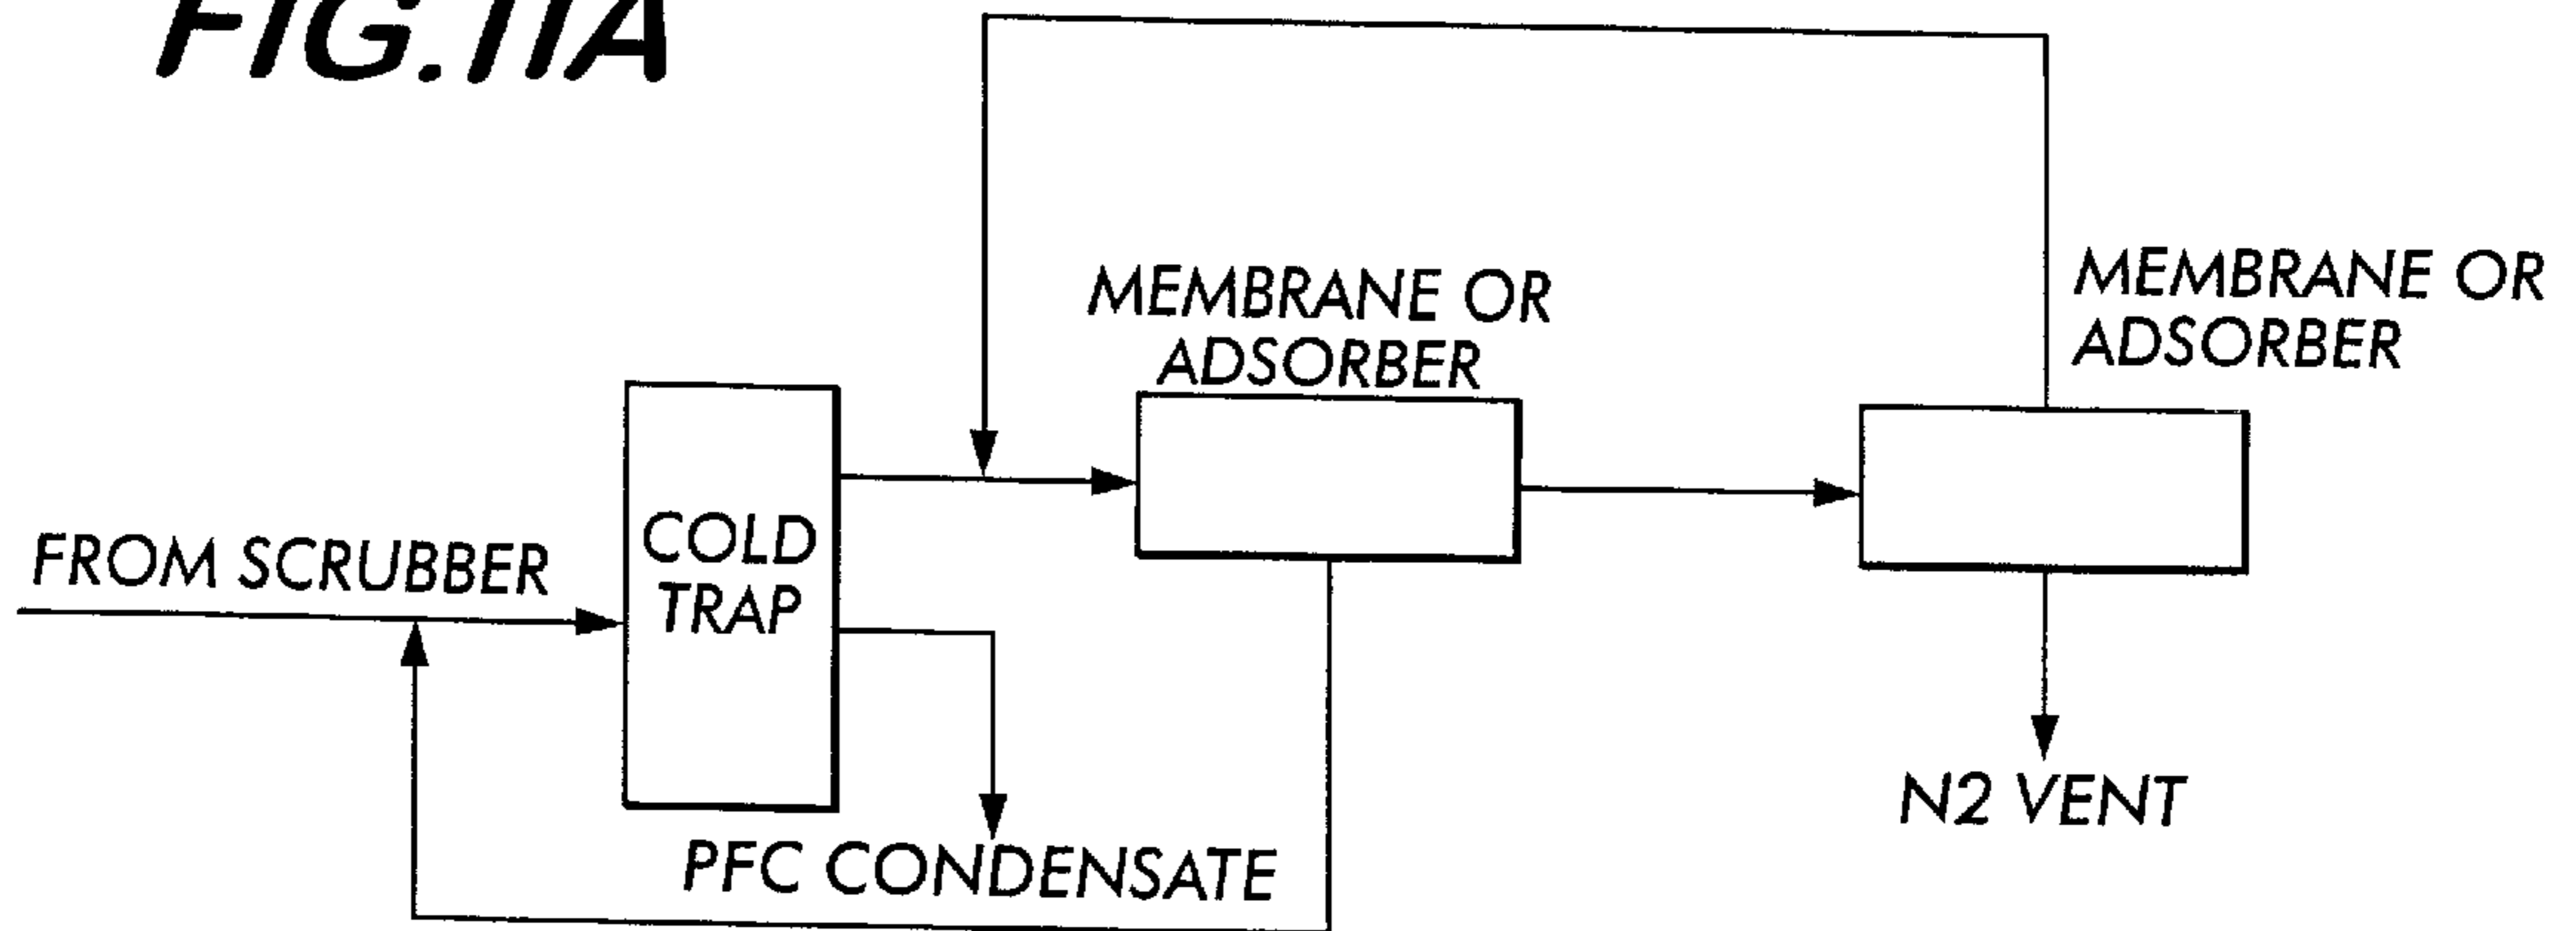 FIG.11A
MEMBRANE OR
ADSORBER
MEMBRANE OR
ADSORBER
COLD
TRAP
FROM SCRUBBER
PFC CONDENSATE
N2 VENT